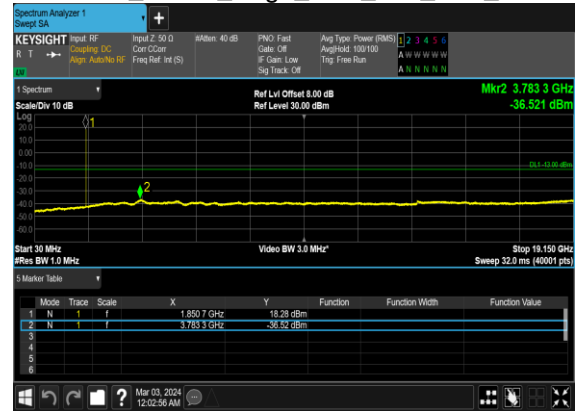 Spectrum Analyzer 1
Swept SA
+
KEYSIGHT Input: RF Input Z: 50 Ω #Atten: 40 dB PNO: Fast Avg Type: Power (RMS) 1 2 3 4 5 6
R T Coupling: DC Corr CCorr Gate: Off Avg|Hold: 100/100 A W W W W W
Align: Auto/No RF Freq Ref: Int (S) IF Gain: Low Trig: Free Run
Sig Track: Off A N N N N N
1 Spectrum Ref Lvl Offset 8.00 dB Mkr2 3.783 3 GHz
Scale/Div 10 dB Ref Level 30.00 dBm -36.521 dBm
Log
1
20.0
10.0
0.00
-10.0
DL1 -13.00 dBm
-20.0
-30.0
2
-40.0
-50.0
-60.0
Start 30 MHz Video BW 3.0 MHz* Stop 19.150 GHz
#Res BW 1.0 MHz Sweep 32.0 ms (40001 pts)
5 Marker Table
Mode Trace Scale X Y Function Function Width Function Value
1 N 1 f 1.850 7 GHz 18.28 dBm
2 N 1 f 3.783 3 GHz -36.52 dBm
3
4
5
6
? Mar 03, 2024
12:02:56 AM